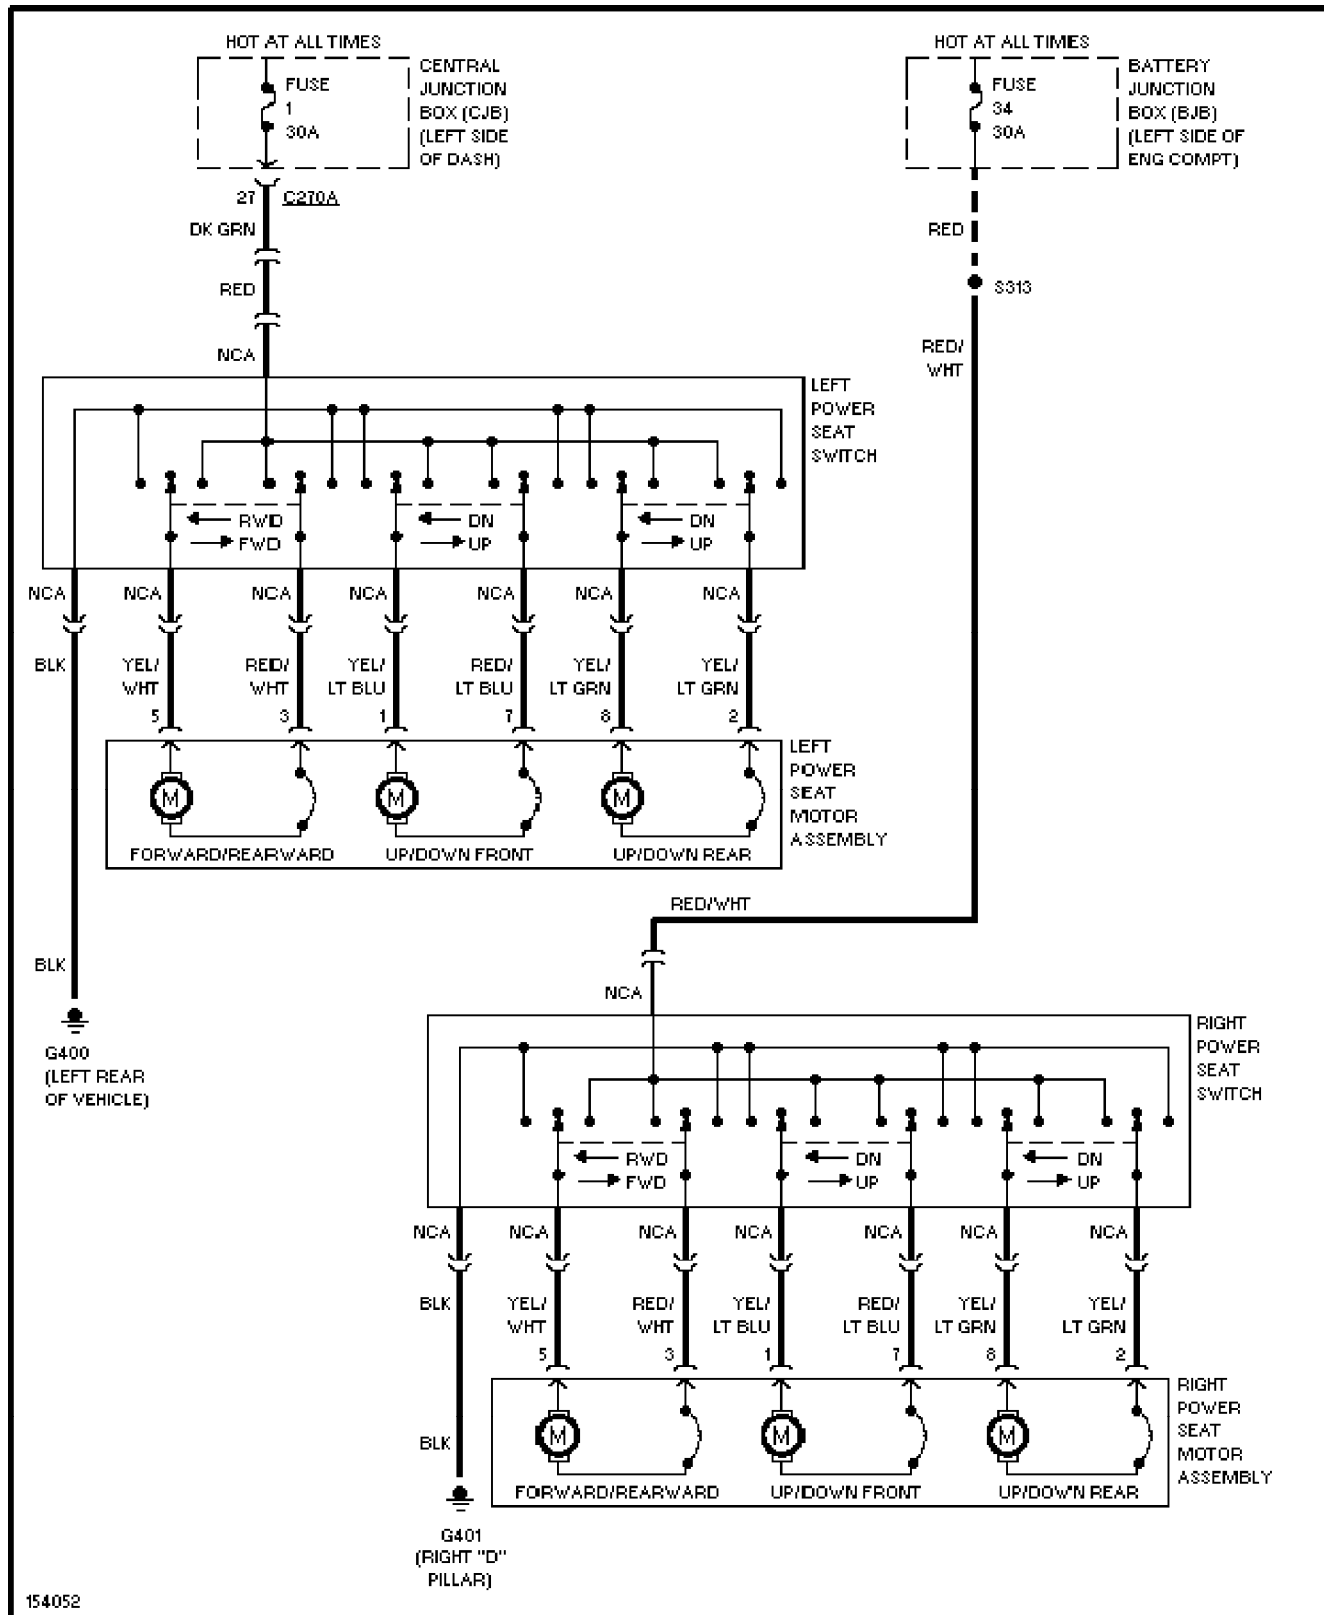 HOT AT ALL TIMES
FUSE
1
30A
CENTRAL
JUNCTION
BOX (CJB)
(LEFT SIDE
OF DASH)
27 C270A
DK GRN
RED
NCA
HOT AT ALL TIMES
FUSE
34
30A
BATTERY
JUNCTION
BOX (BJB)
(LEFT SIDE OF
ENG COMPT)
RED
S313
RED/
WHT
LEFT
POWER
SEAT
SWITCH
RWD
FWD
DN
UP
DN
UP
NCA NCA NCA NCA NCA NCA NCA
BLK
YEL/
WHT
5
RED/
WHT
3
YEL/
LT BLU
1
RED/
LT BLU
7
YEL/
LT GRN
8
YEL/
LT GRN
2
LEFT
POWER
SEAT
MOTOR
ASSEMBLY
M M M
FORWARD/REARWARD UP/DOWN FRONT UP/DOWN REAR
RED/WHT
BLK
G400
(LEFT REAR
OF VEHICLE)
NCA
RIGHT
POWER
SEAT
SWITCH
RWD
FWD
DN
UP
DN
UP
NCA NCA NCA NCA NCA NCA NCA
BLK
YEL/
WHT
5
RED/
WHT
3
YEL/
LT BLU
1
RED/
LT BLU
7
YEL/
LT GRN
8
YEL/
LT GRN
2
RIGHT
POWER
SEAT
MOTOR
ASSEMBLY
M M M
FORWARD/REARWARD UP/DOWN FRONT UP/DOWN REAR
BLK
G401
(RIGHT "D"
PILLAR)
154052